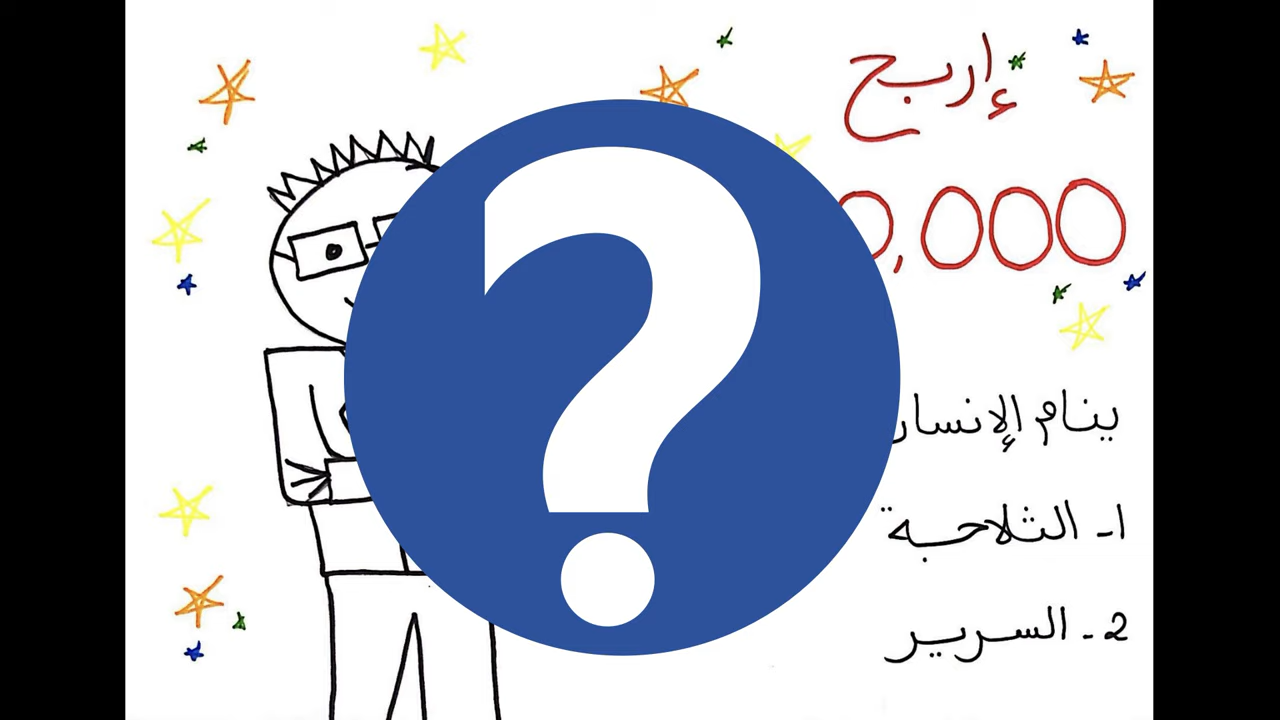 إربح
0,000
ينام الإنسان
1- الثلاجة
2- السرير